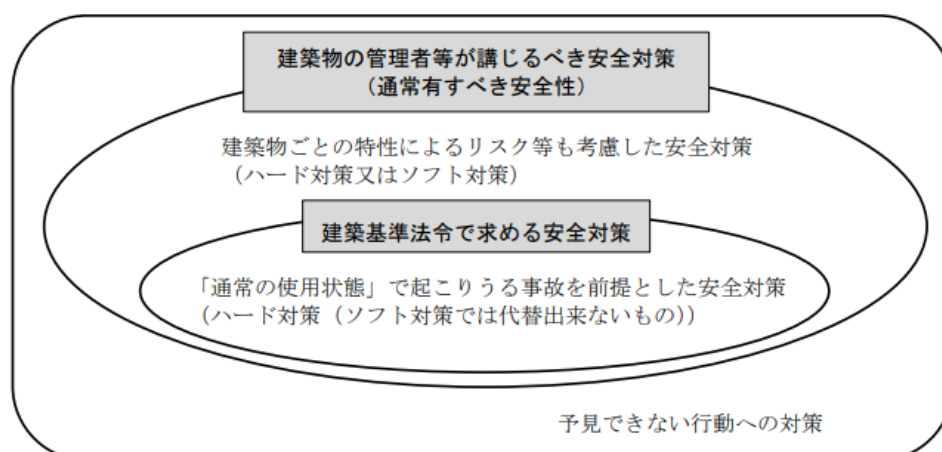 建築物の管理者等が講じるべき安全対策
（通常有すべき安全性）
建築物ごとの特性によるリスク等も考慮した安全対策
（ハード対策又はソフト対策）
建築基準法令で求める安全対策
「通常の使用状態」で起こりうる事故を前提とした安全対策
（ハード対策（ソフト対策では代替出来ないもの））
予見できない行動への対策